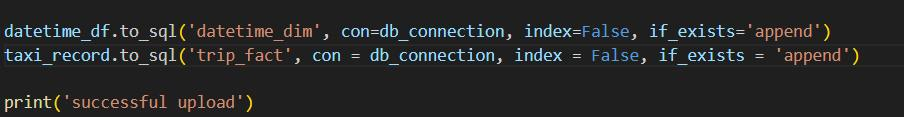 datetime_df.to_sql('datetime_dim', con=db_connection, index=False, if_exists='append')
taxi_record.to_sql('trip_fact', con = db_connection, index = False, if_exists = 'append')
print('successful upload')